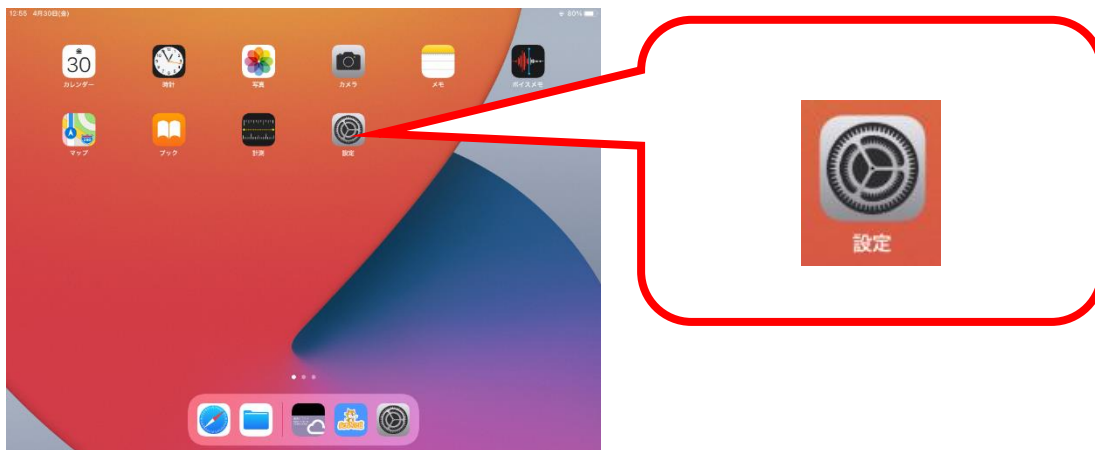 12:55 4月30日(金)
80%
金
30
カレンダー
時計
写真
カメラ
メモ
ボイスメモ
マップ
ブック
計測
設定
設定